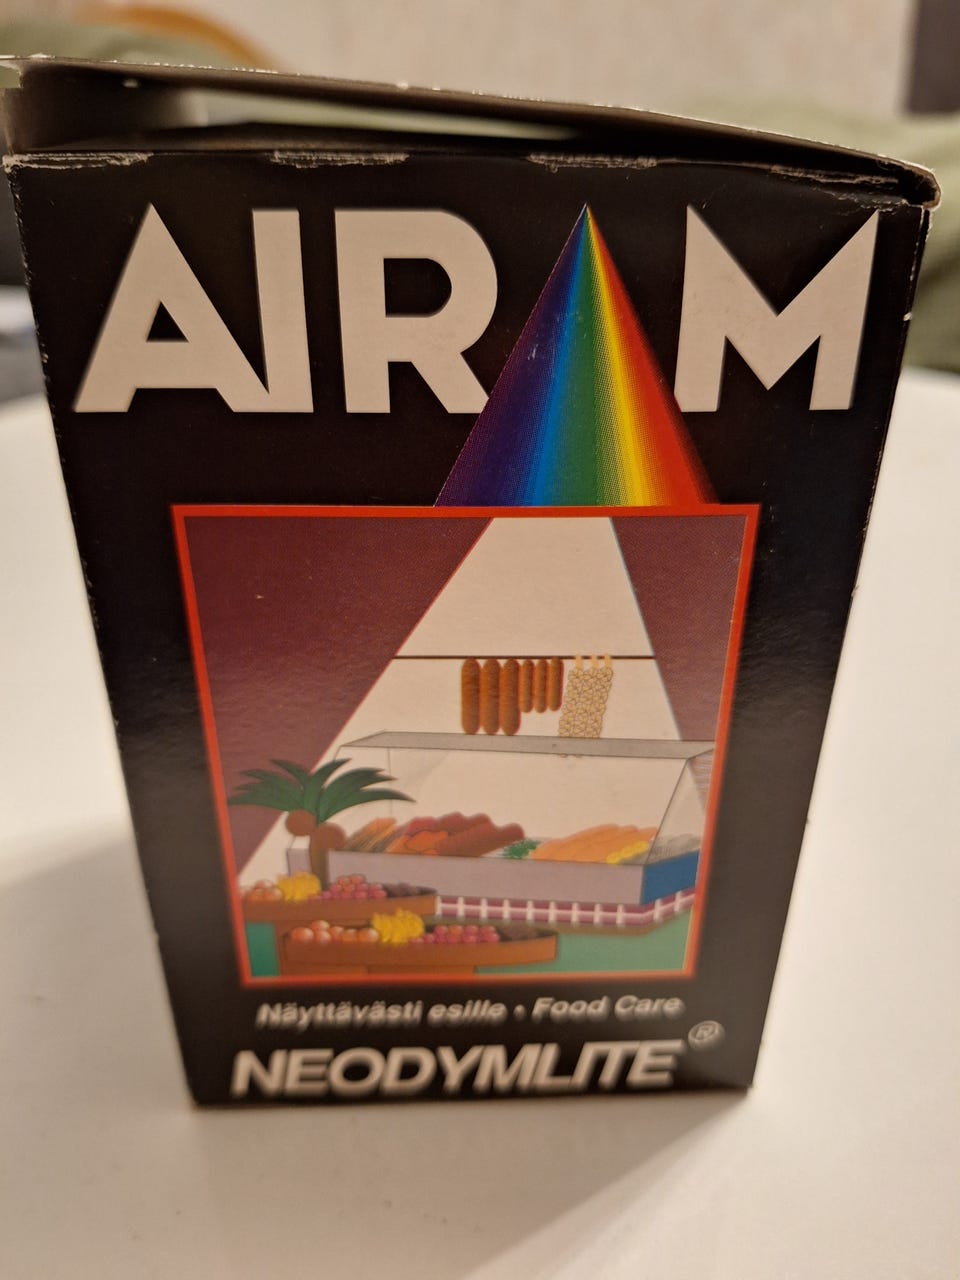 AIRAM
Näyttävästi esille • Food Care
NEODYMLITE®